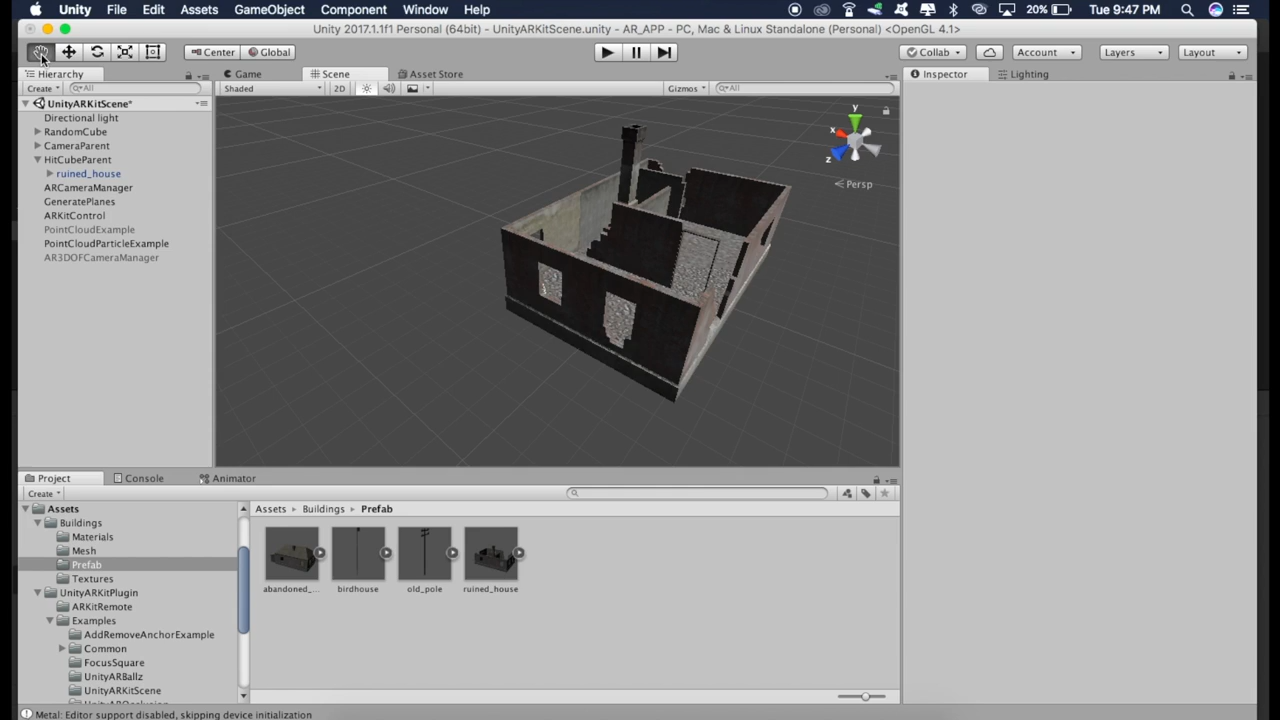 Unity File Edit Assets GameObject Component Window Help 20% Tue 9:47 PM
Unity 2017.1.1f1 Personal (64bit) - UnityARKitScene.unity - AR_APP - PC, Mac & Linux Standalone (Personal) <OpenGL 4.1>
Center Global Collab Account Layers Layout
Hierarchy Game Scene Asset Store Inspector Lighting
Create All Shaded 2D Gizmos All
UnityARKitScene*
Directional light
RandomCube
CameraParent
HitCubeParent
ruined_house
ARCameraManager
GeneratePlanes
ARKitControl
PointCloudExample
PointCloudParticleExample
AR3DOFCameraManager
y
x
z
Persp
Project Console Animator
Create
Assets
Buildings
Materials
Mesh
Prefab
Textures
UnityARKitPlugin
ARKitRemote
Examples
AddRemoveAnchorExample
Common
FocusSquare
UnityARBallz
UnityARKitScene
UnityAROcclusion
Assets Buildings Prefab
abandoned_... birdhouse old_pole ruined_house
Metal: Editor support disabled, skipping device initialization